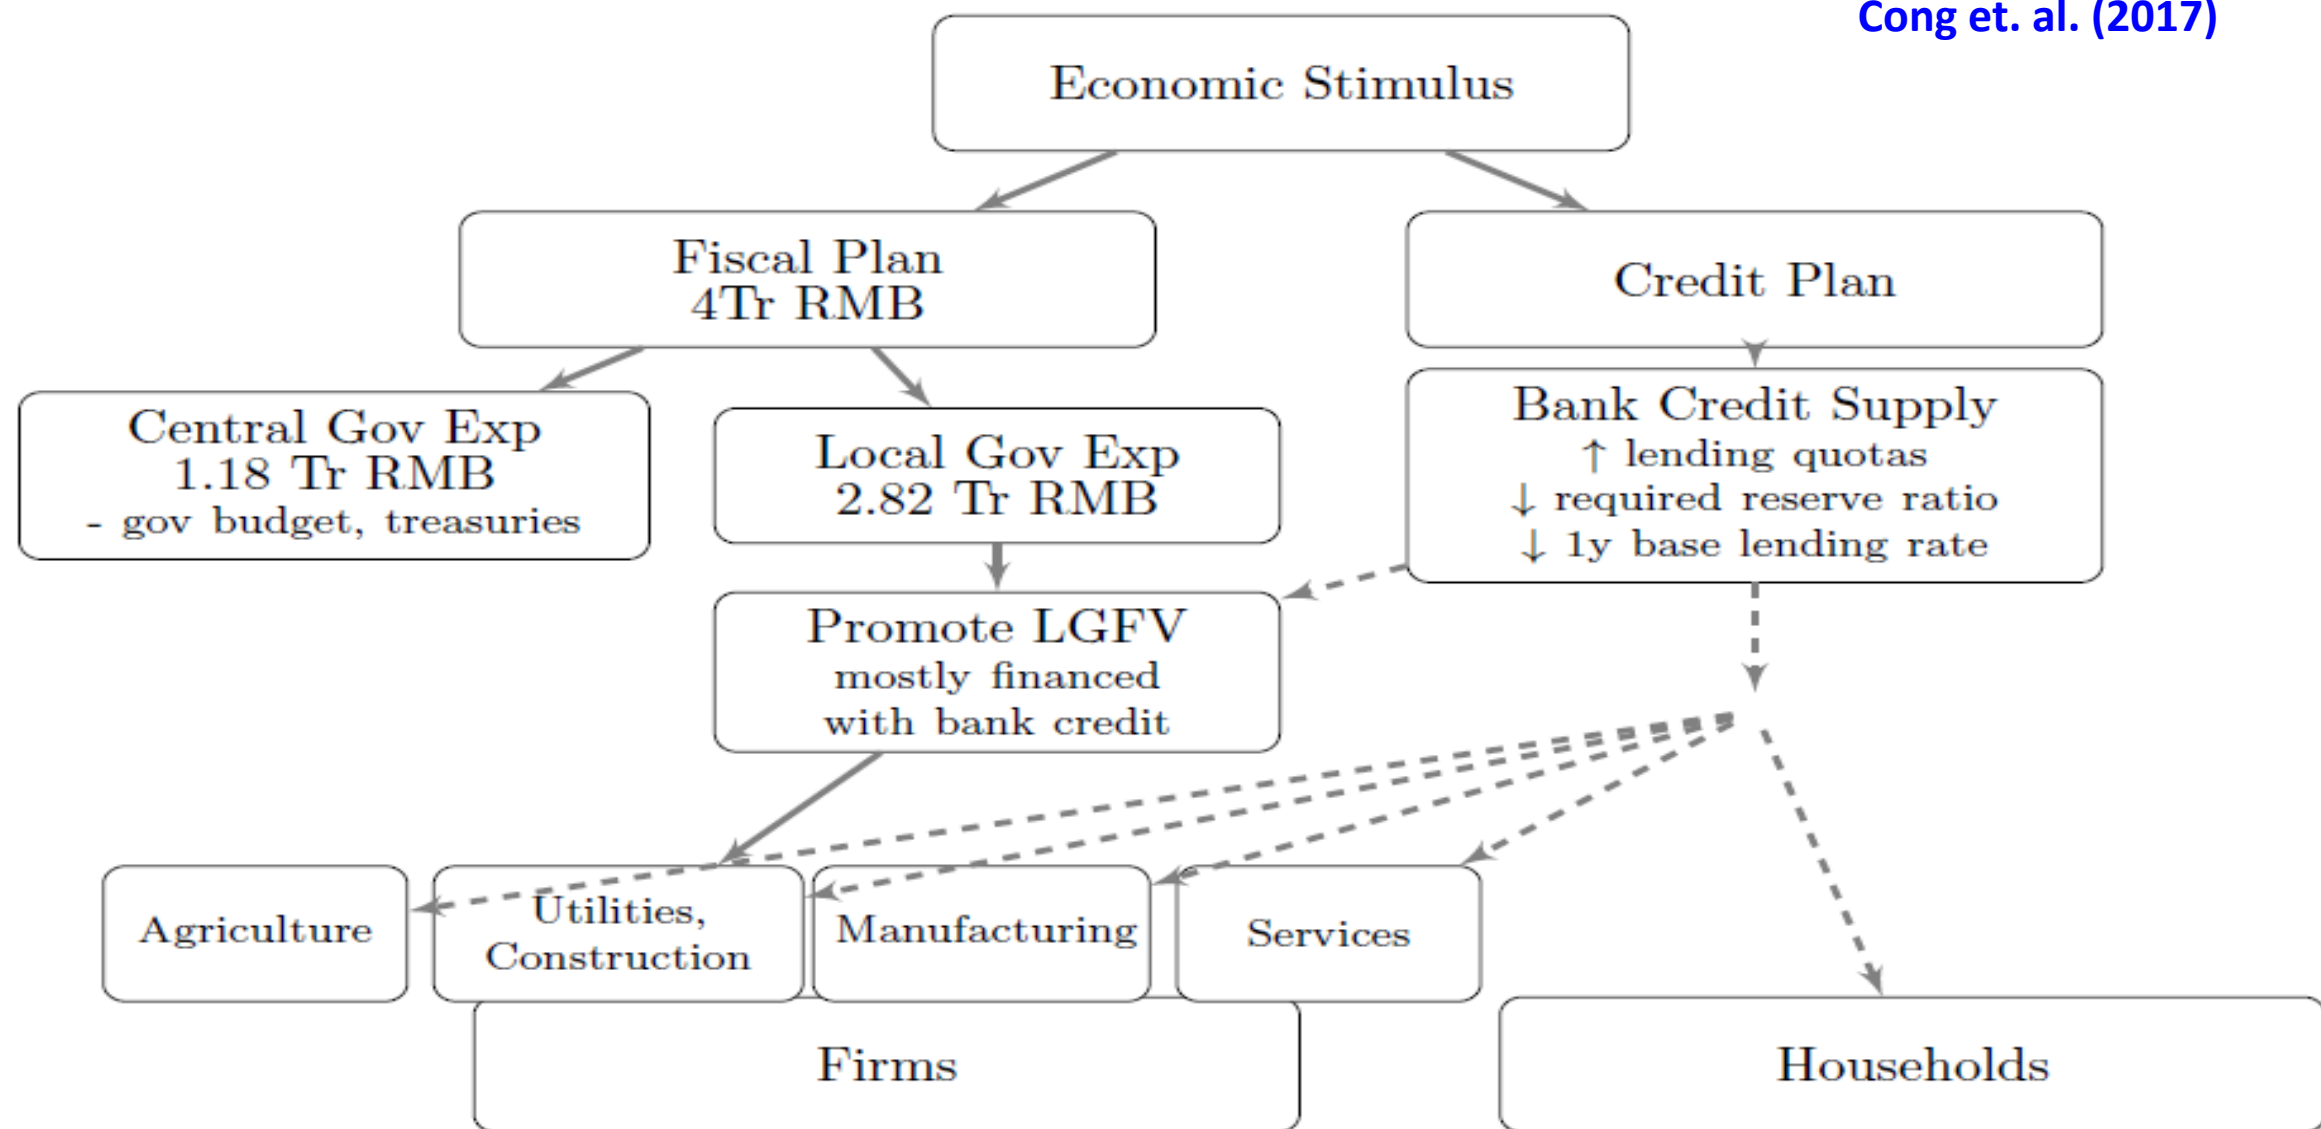 Cong et. al. (2017)
Economic Stimulus
Fiscal Plan
4Tr RMB
Credit Plan
Central Gov Exp
1.18 Tr RMB
- gov budget, treasuries
Local Gov Exp
2.82 Tr RMB
Bank Credit Supply
↑ lending quotas
↓ required reserve ratio
↓ 1y base lending rate
Promote LGFV
mostly financed
with bank credit
Agriculture
Utilities,
Construction
Manufacturing
Services
Firms
Households